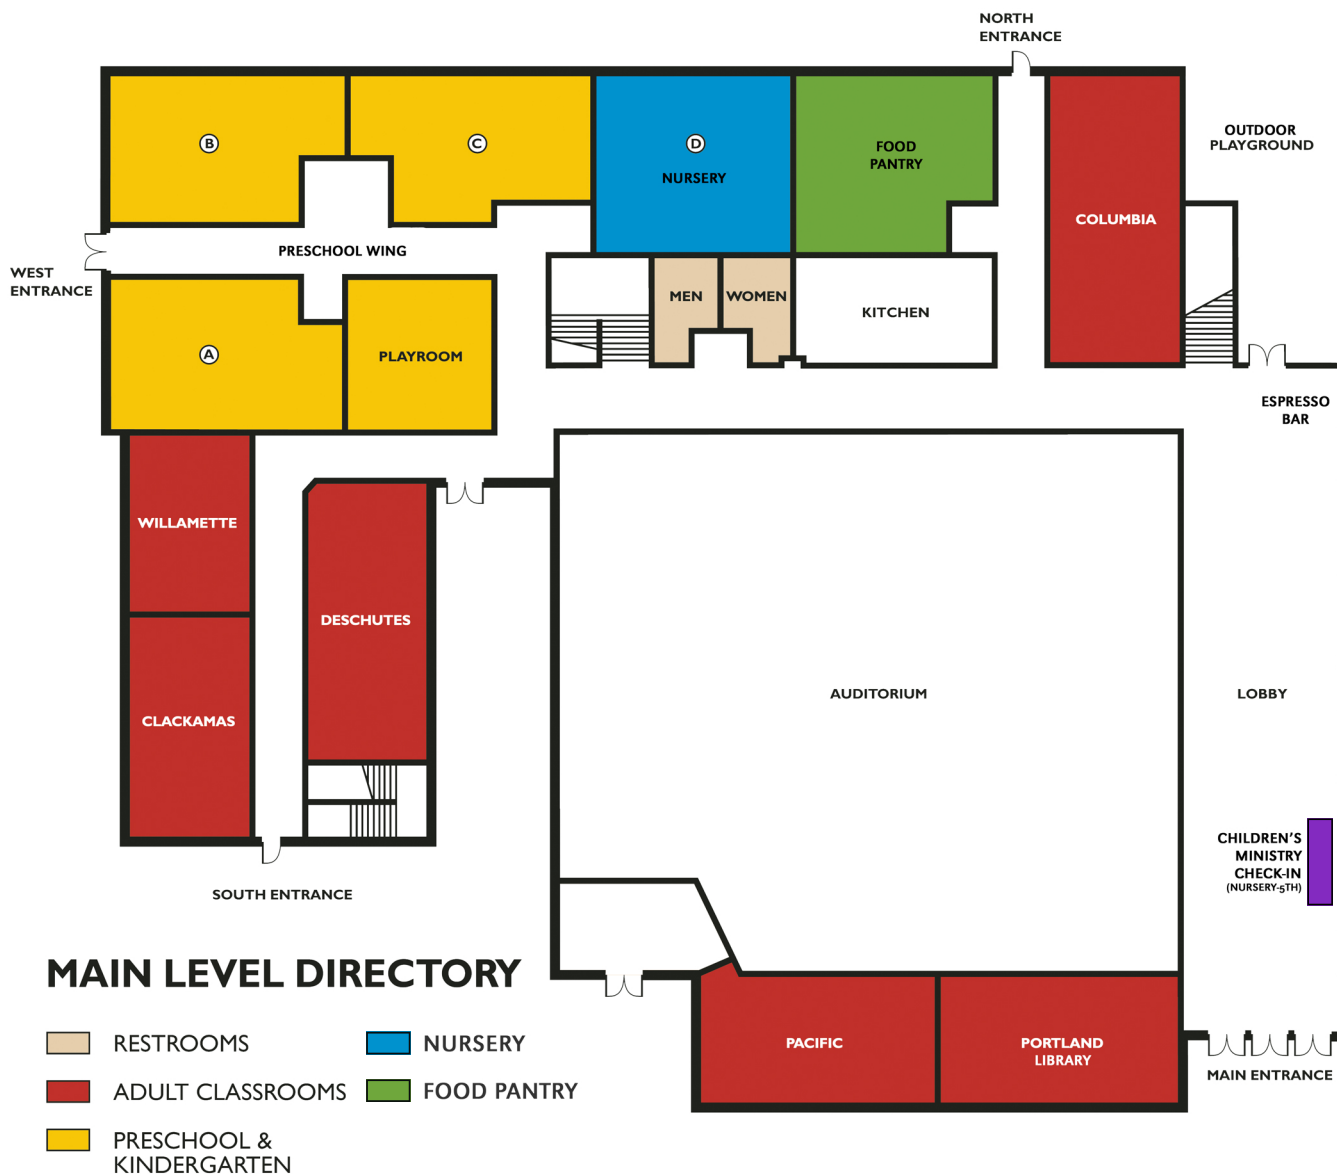 NORTH
ENTRANCE
B
C
D
NURSERY
FOOD
PANTRY
OUTDOOR
PLAYGROUND
COLUMBIA
PRESCHOOL WING
WEST
ENTRANCE
MEN
WOMEN
KITCHEN
A
PLAYROOM
ESPRESSO
BAR
WILLAMETTE
DESCHUTES
CLACKAMAS
AUDITORIUM
LOBBY
CHILDREN'S
MINISTRY
CHECK-IN
(NURSERY-5TH)
SOUTH ENTRANCE
PACIFIC
PORTLAND
LIBRARY
MAIN ENTRANCE
MAIN LEVEL DIRECTORY
RESTROOMS
NURSERY
ADULT CLASSROOMS
FOOD PANTRY
PRESCHOOL &
KINDERGARTEN